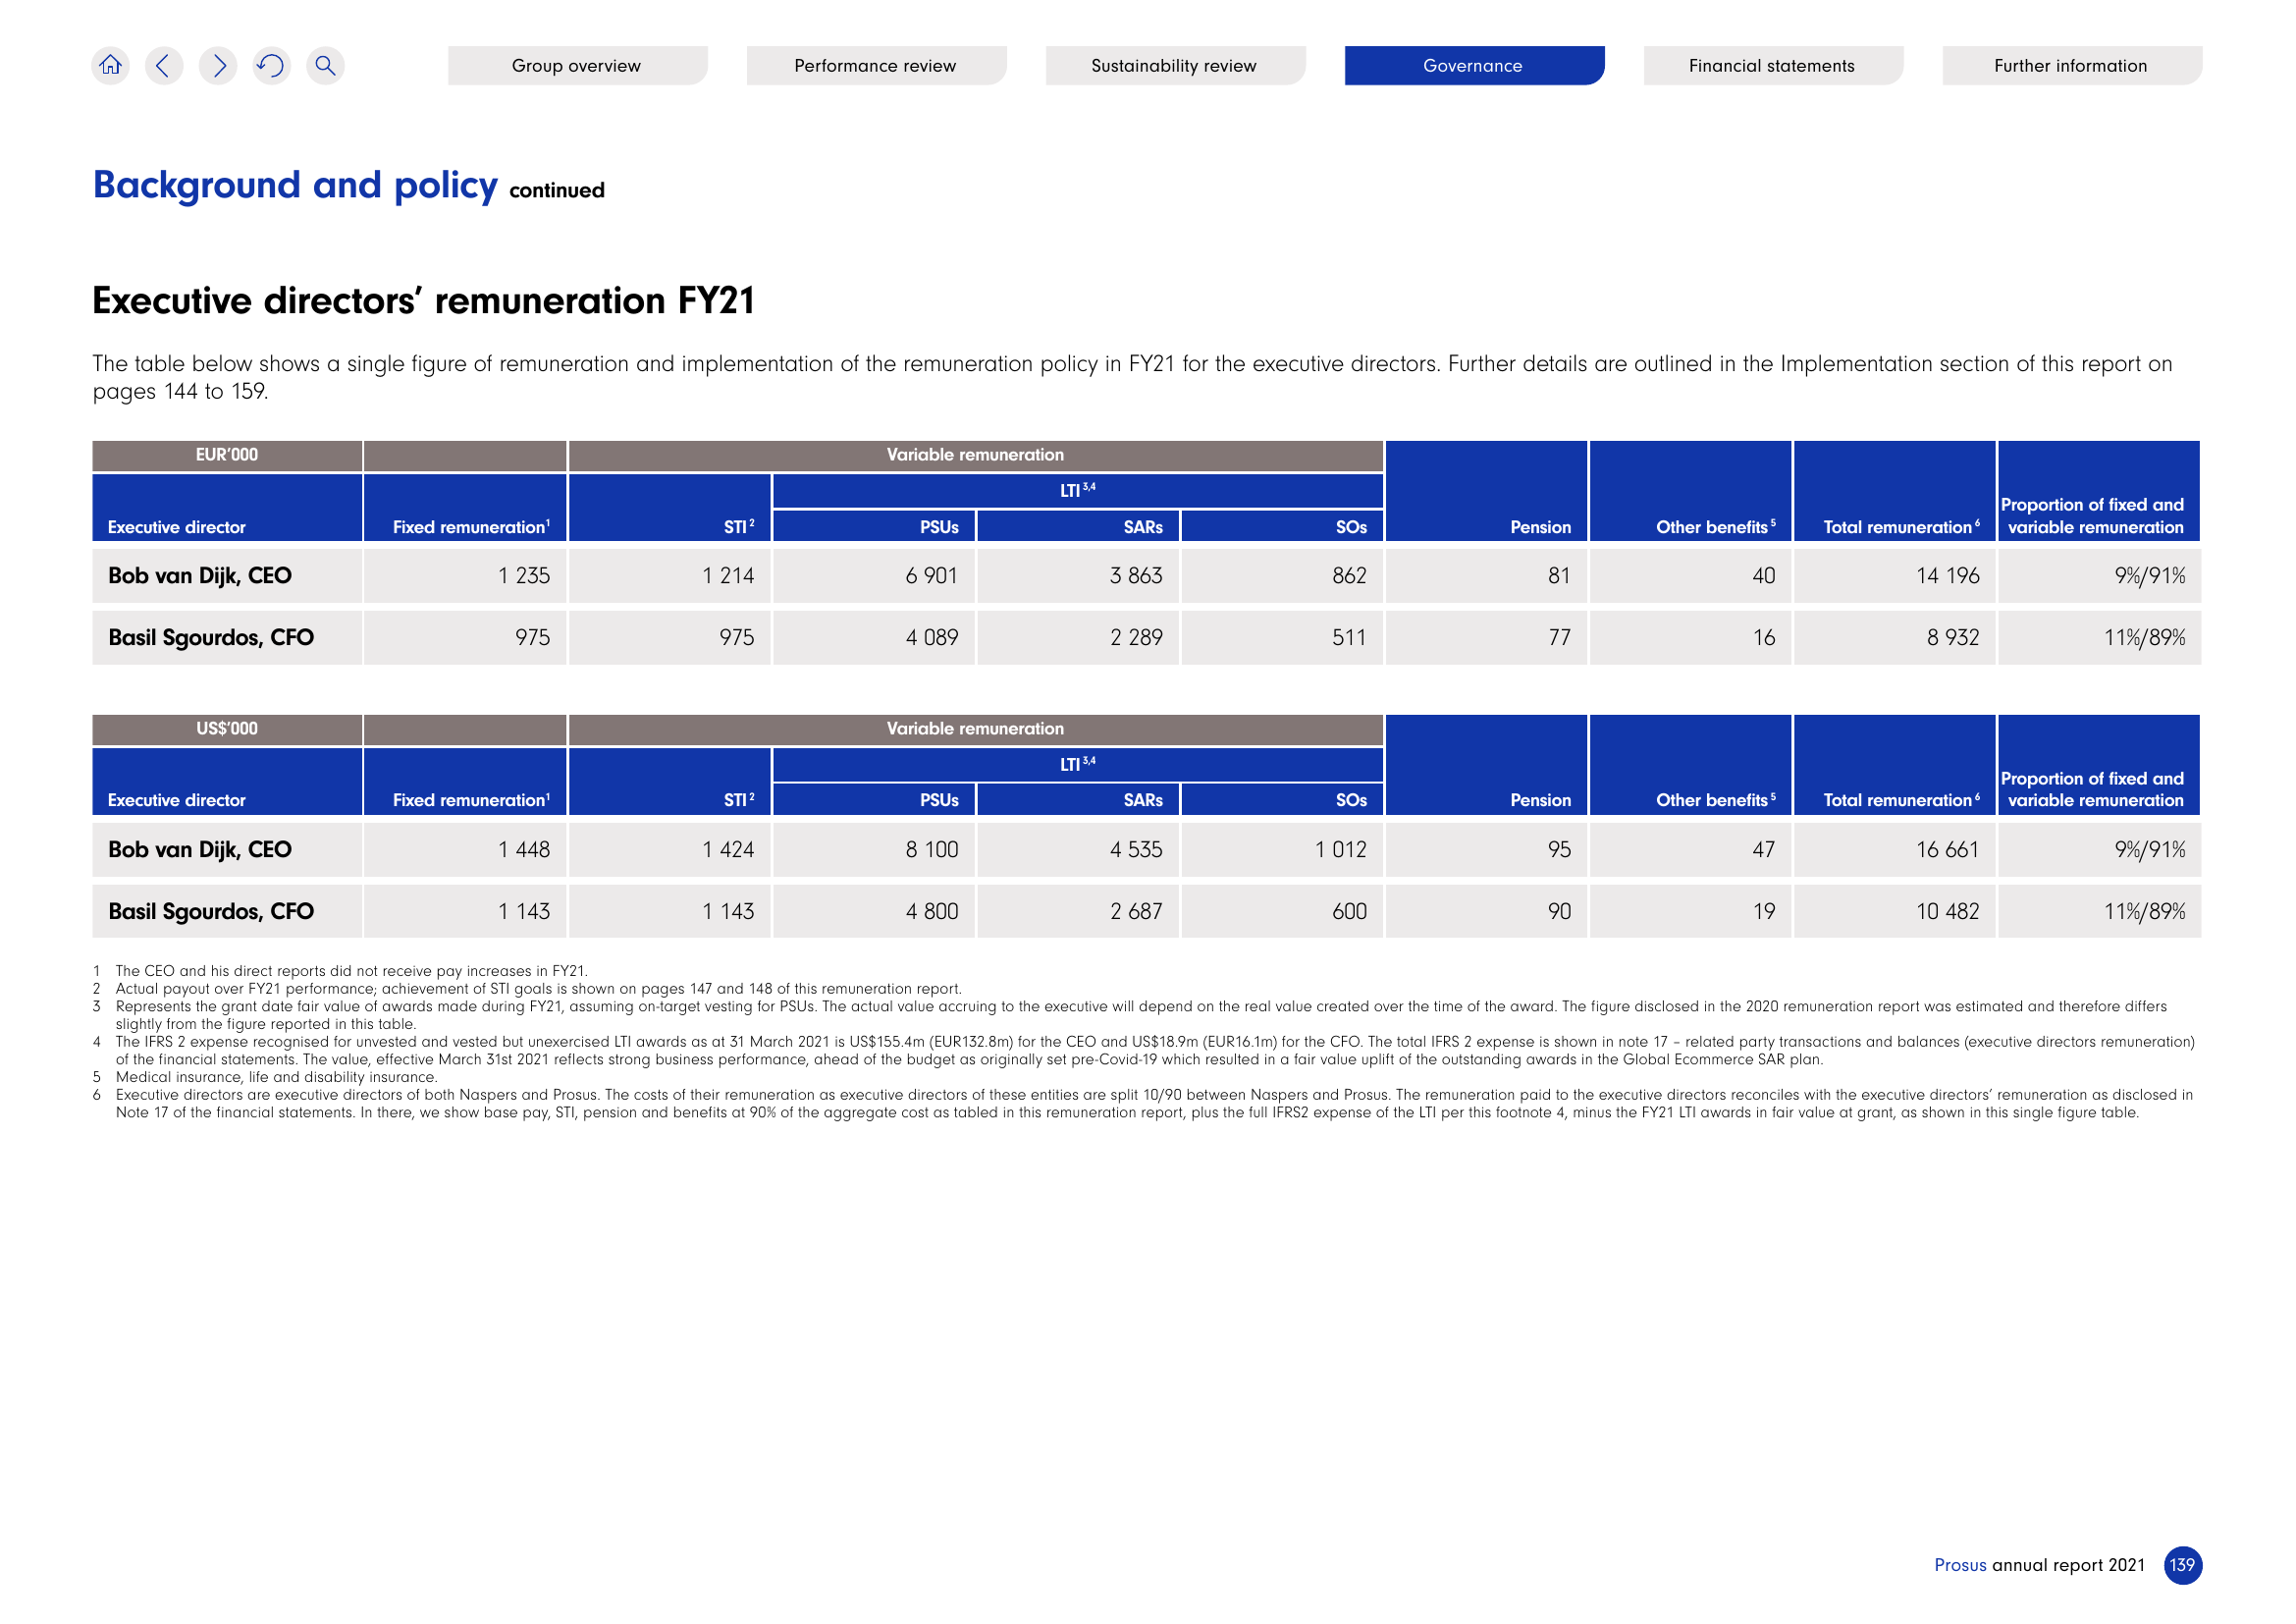 Group overview
Performance review
Sustainability review
Governance
Financial statements
Further information
Background and policy continued
Executive directors’ remuneration FY21
The table below shows a single figure of remuneration and implementation of the remuneration policy in FY21 for the executive directors. Further details are outlined in the Implementation section of this report on
pages 144 to 159.
EUR’000 Variable remuneration
LTI 3,4
Executive director Fixed remuneration1 STI 2 PSUs SARs SOs Pension Other benefits 5 Total remuneration 6 Proportion of fixed and variable remuneration
Bob van Dijk, CEO 1 235 1 214 6 901 3 863 862 81 40 14 196 9%/91%
Basil Sgourdos, CFO 975 975 4 089 2 289 511 77 16 8 932 11%/89%
US$’000 Variable remuneration
LTI 3,4
Executive director Fixed remuneration1 STI 2 PSUs SARs SOs Pension Other benefits 5 Total remuneration 6 Proportion of fixed and variable remuneration
Bob van Dijk, CEO 1 448 1 424 8 100 4 535 1 012 95 47 16 661 9%/91%
Basil Sgourdos, CFO 1 143 1 143 4 800 2 687 600 90 19 10 482 11%/89%
1 The CEO and his direct reports did not receive pay increases in FY21.
2 Actual payout over FY21 performance; achievement of STI goals is shown on pages 147 and 148 of this remuneration report.
3 Represents the grant date fair value of awards made during FY21, assuming on-target vesting for PSUs. The actual value accruing to the executive will depend on the real value created over the time of the award. The figure disclosed in the 2020 remuneration report was estimated and therefore differs
slightly from the figure reported in this table.
4 The IFRS 2 expense recognised for unvested and vested but unexercised LTI awards as at 31 March 2021 is US$155.4m (EUR132.8m) for the CEO and US$18.9m (EUR16.1m) for the CFO. The total IFRS 2 expense is shown in note 17 – related party transactions and balances (executive directors remuneration)
of the financial statements. The value, effective March 31st 2021 reflects strong business performance, ahead of the budget as originally set pre-Covid-19 which resulted in a fair value uplift of the outstanding awards in the Global Ecommerce SAR plan.
5 Medical insurance, life and disability insurance.
6 Executive directors are executive directors of both Naspers and Prosus. The costs of their remuneration as executive directors of these entities are split 10/90 between Naspers and Prosus. The remuneration paid to the executive directors reconciles with the executive directors’ remuneration as disclosed in
Note 17 of the financial statements. In there, we show base pay, STI, pension and benefits at 90% of the aggregate cost as tabled in this remuneration report, plus the full IFRS2 expense of the LTI per this footnote 4, minus the FY21 LTI awards in fair value at grant, as shown in this single figure table.
Prosus annual report 2021 139